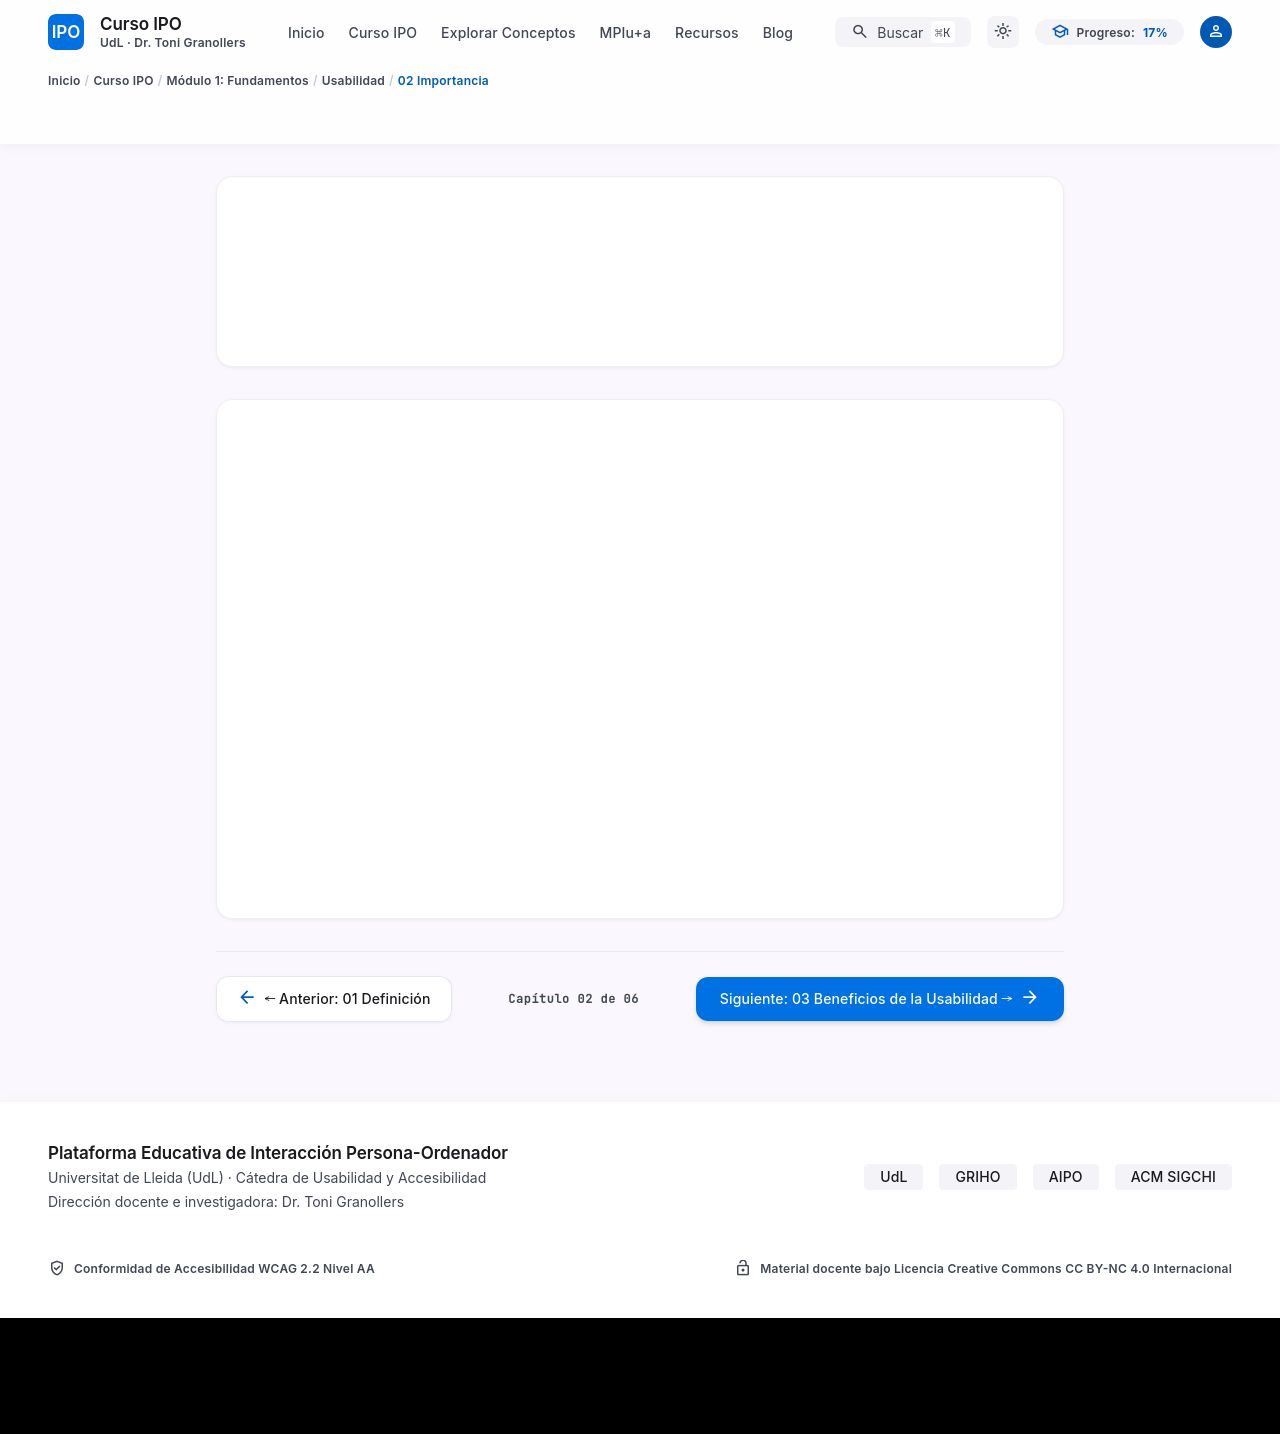 IPO
Curso IPO
UdL · Dr. Toni Granollers
Inicio
Curso IPO
Explorar Conceptos
MPIu+a
Recursos
Blog
Buscar ⌘K
Progreso: 17%
Inicio / Curso IPO / Módulo 1: Fundamentos / Usabilidad / 02 Importancia
← Anterior: 01 Definición
Capítulo 02 de 06
Siguiente: 03 Beneficios de la Usabilidad →
Plataforma Educativa de Interacción Persona-Ordenador
Universitat de Lleida (UdL) · Cátedra de Usabilidad y Accesibilidad
Dirección docente e investigadora: Dr. Toni Granollers
UdL
GRIHO
AIPO
ACM SIGCHI
Conformidad de Accesibilidad WCAG 2.2 Nivel AA
Material docente bajo Licencia Creative Commons CC BY-NC 4.0 Internacional